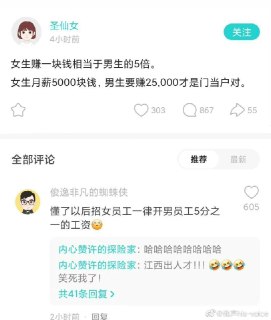 圣仙女
4小时前
关注
女生赚一块钱相当于男生的5倍。
女生月薪5000块钱，男生要赚25,000才是门当户对。
303
867
55
全部评论
推荐
最新
俊逸非凡的蜘蛛侠
605
懂了以后招女员工一律开男员工5分之
一的工资🙂
内心赞许的探险家: 哈哈哈哈哈哈哈哈
内心赞许的探险家: 江西出人才!!! 🤣🤣🤣
笑死我了!
共41条回复 >
2小时前 · 回复